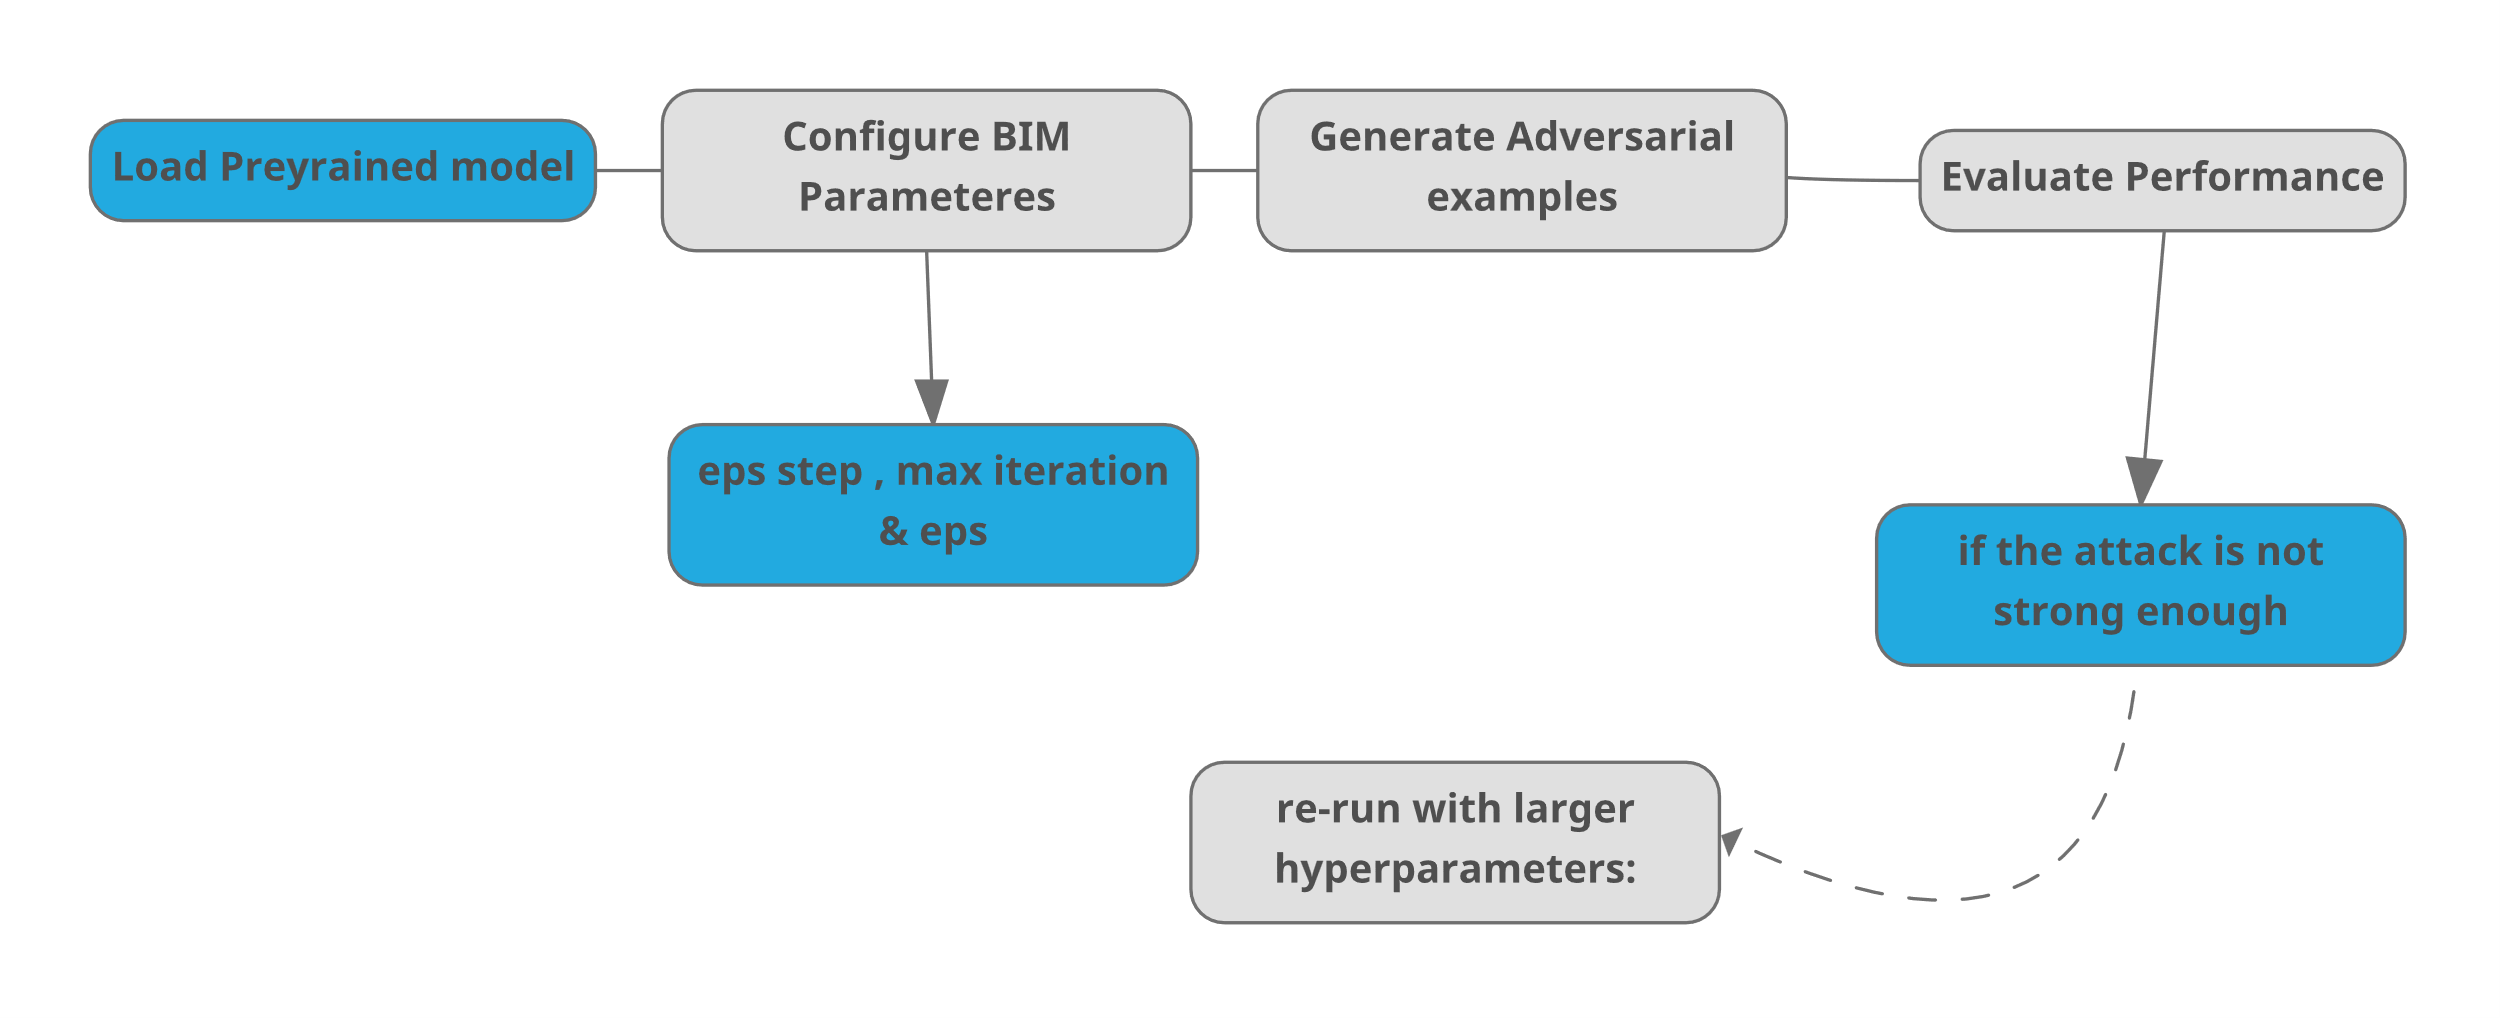 Load Preyrained model
Configure BIM
Parameteres
Generate Adversarial
examples
Evaluate Performance
eps step , max iteration
& eps
if the attack is not
strong enough
re-run with larger
hyperparameters: